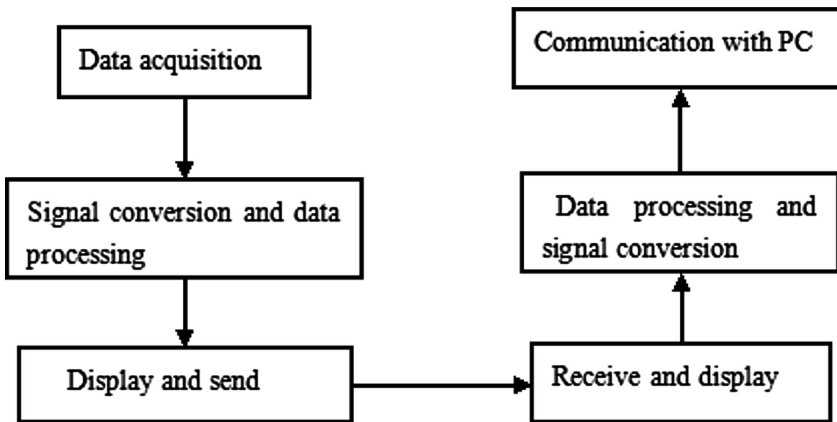 Data acquisition
Signal conversion and data
processing
Display and send
Receive and display
Data processing and
signal conversion
Communication with PC